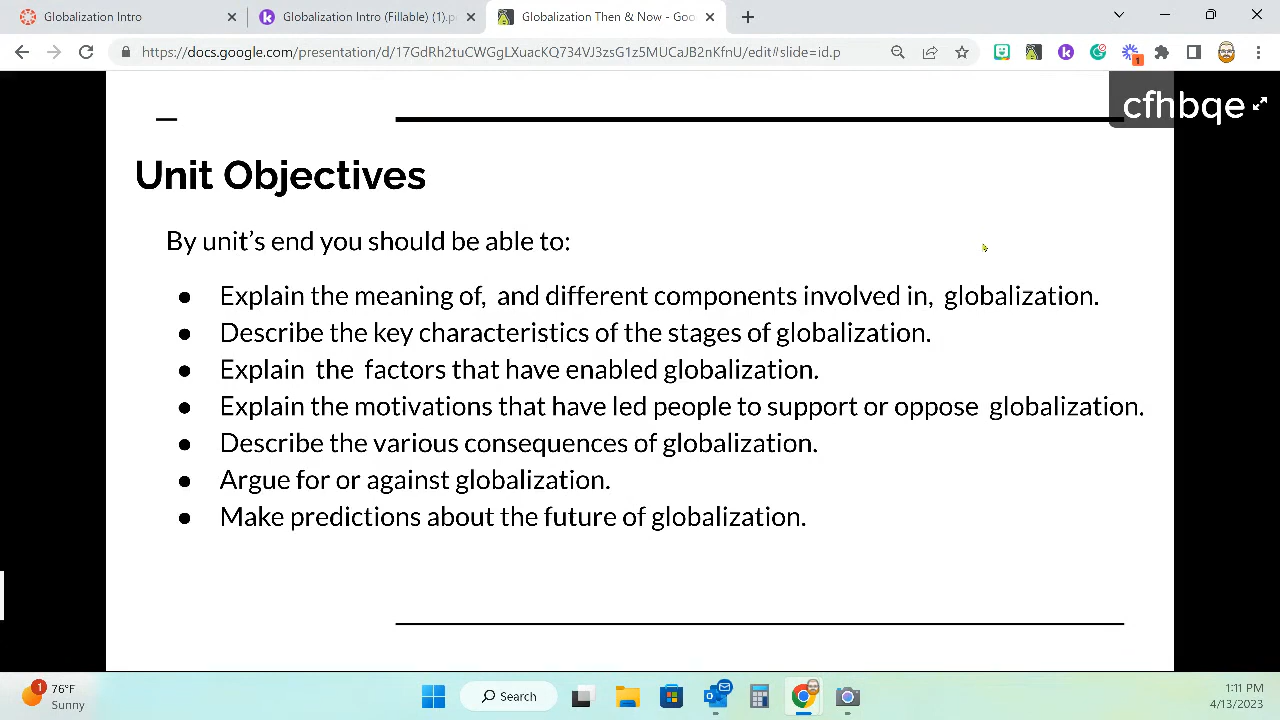 Globalization Intro
Globalization Intro (Fillable) (1).p
Globalization Then & Now - Goo
https://docs.google.com/presentation/d/17GdRh2tuCWGgLXuacKQ734VJ3zsG1z5MUCaJB2nKfnU/edit#slide=id.p
1
cfhbqe
Unit Objectives
By unit’s end you should be able to:
● Explain the meaning of, and different components involved in, globalization.
● Describe the key characteristics of the stages of globalization.
● Explain the factors that have enabled globalization.
● Explain the motivations that have led people to support or oppose globalization.
● Describe the various consequences of globalization.
● Argue for or against globalization.
● Make predictions about the future of globalization.
1
76°F
Sunny
Search
1:11 PM
4/13/2023